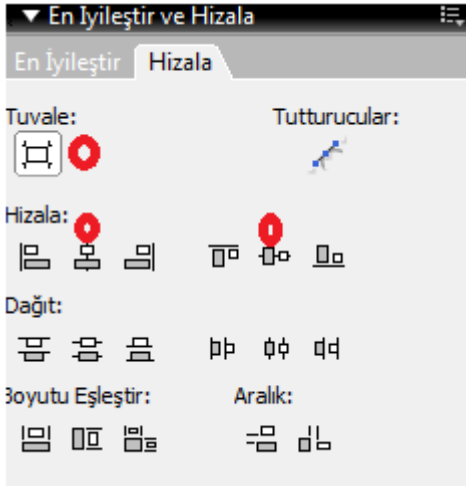 En İyileştir ve Hizala
En İyileştir Hizala
Tuvale: Tutturucular:
Hizala:
Dağıt:
Boyutu Eşleştir: Aralık: